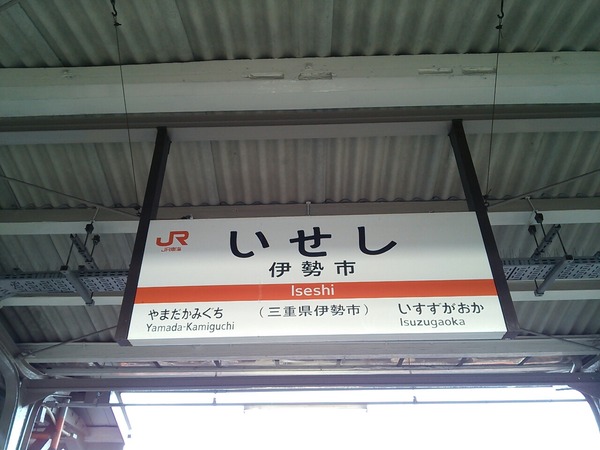 JR
JR東海
いせし
伊勢市
Iseshi
やまだかみぐち
Yamada-Kamiguchi
（三重県伊勢市）
いすずがおか
Isuzugaoka